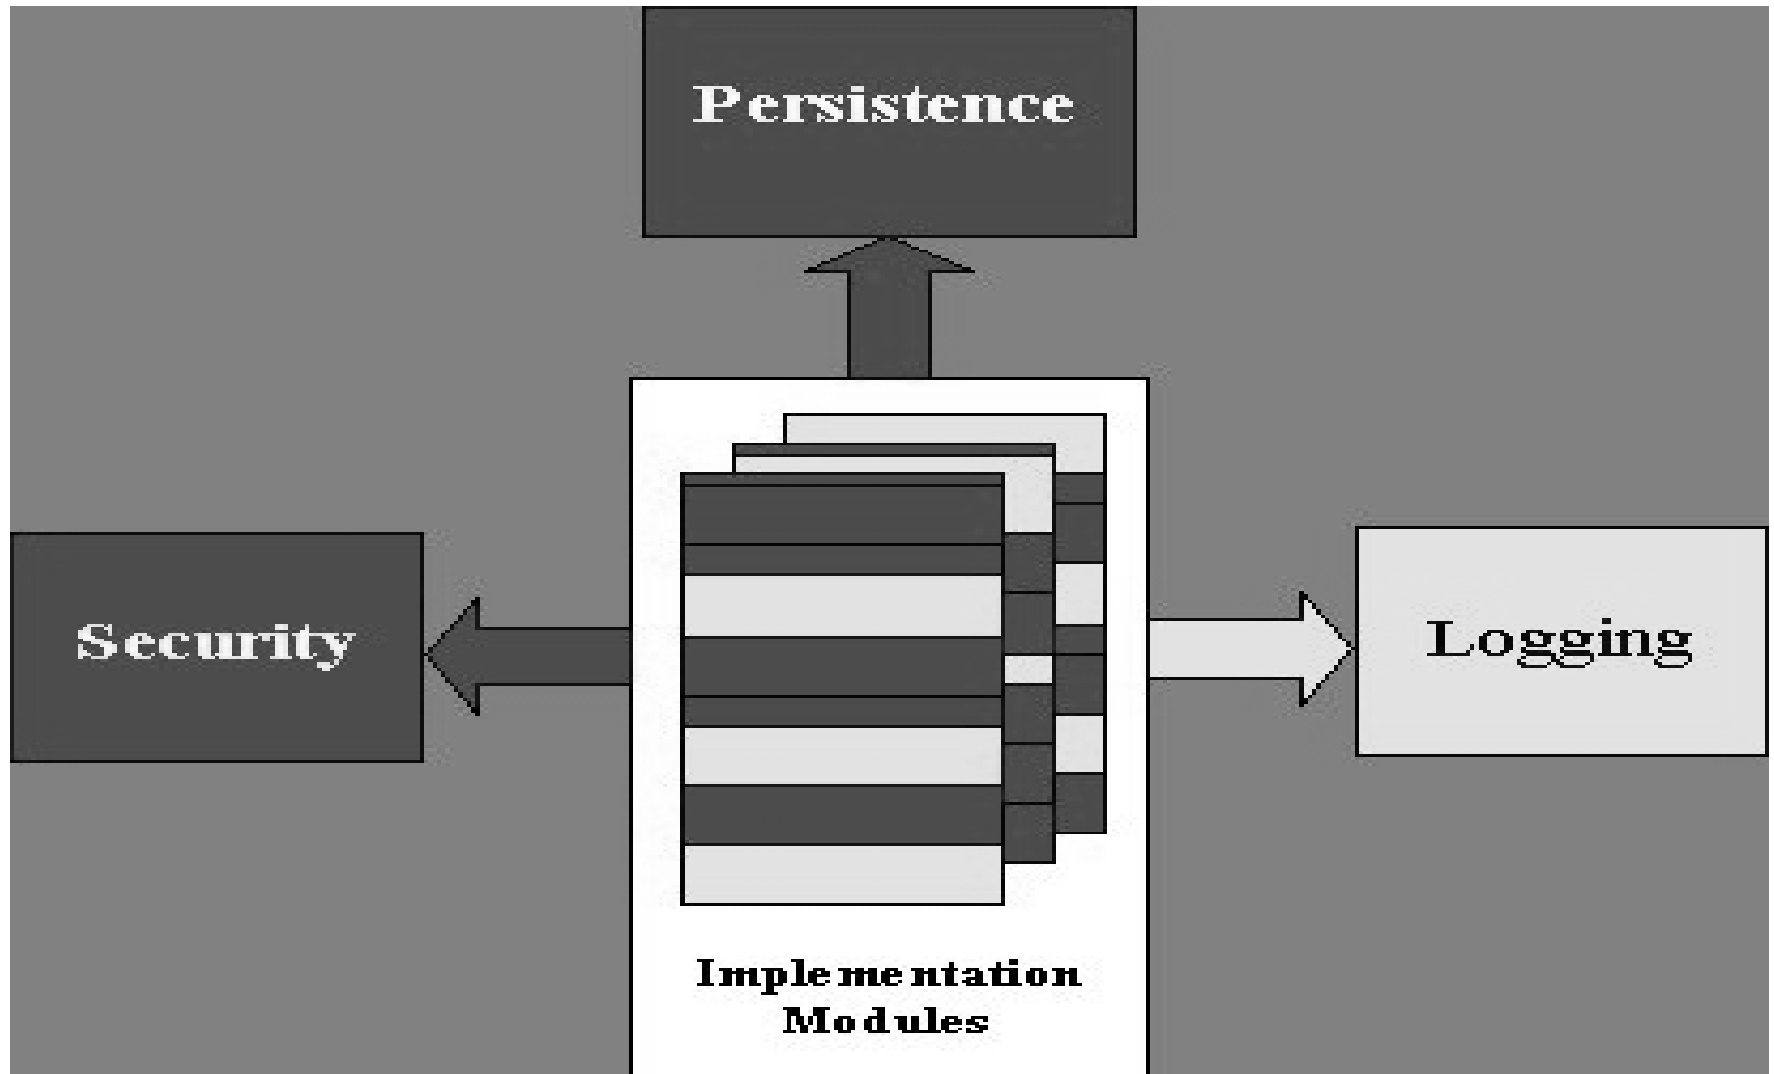 Persistence
Security
Logging
Implementation
Modules